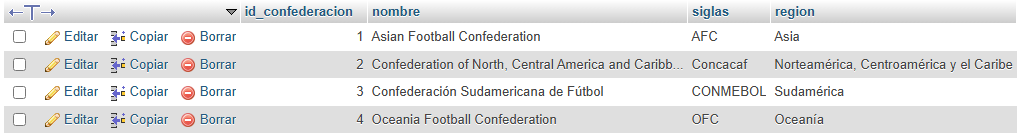 id_confederacion nombre siglas region
Editar Copiar Borrar 1 Asian Football Confederation AFC Asia
Editar Copiar Borrar 2 Confederation of North, Central America and Caribb... Concacaf Norteamérica, Centroamérica y el Caribe
Editar Copiar Borrar 3 Confederación Sudamericana de Fútbol CONMEBOL Sudamérica
Editar Copiar Borrar 4 Oceania Football Confederation OFC Oceanía